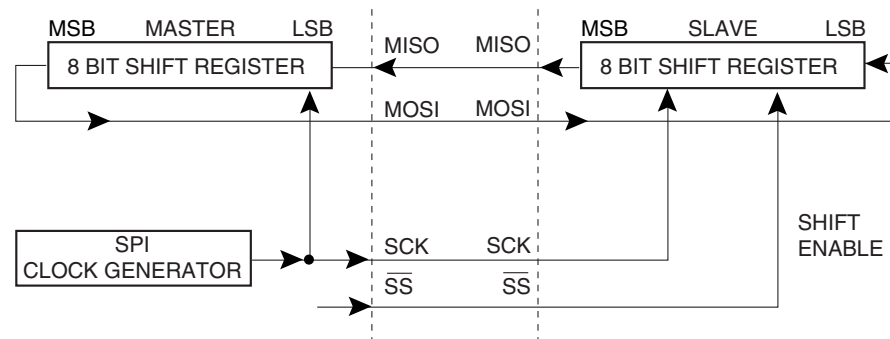 MSB MASTER LSB
8 BIT SHIFT REGISTER
MISO MISO
MSB SLAVE LSB
8 BIT SHIFT REGISTER
MOSI MOSI
SPI
CLOCK GENERATOR
SCK SCK
SS SS
SHIFT
ENABLE